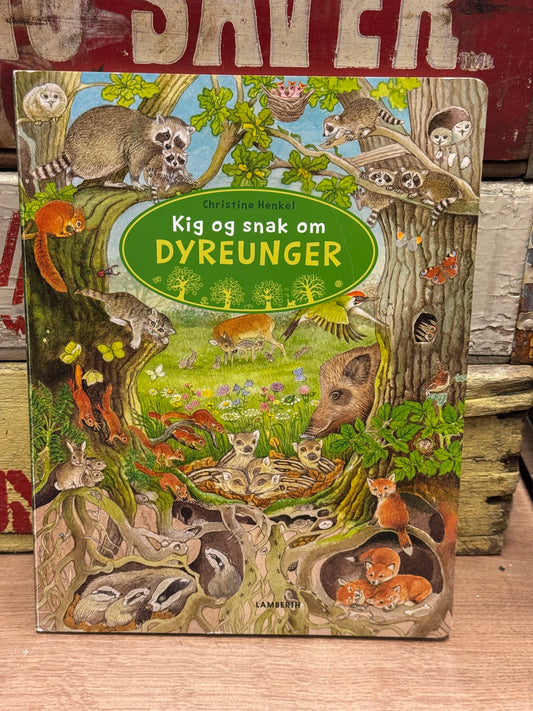 SAVER
Christine Henkel
Kig og snak om
DYREUNGER
LAMBERTH